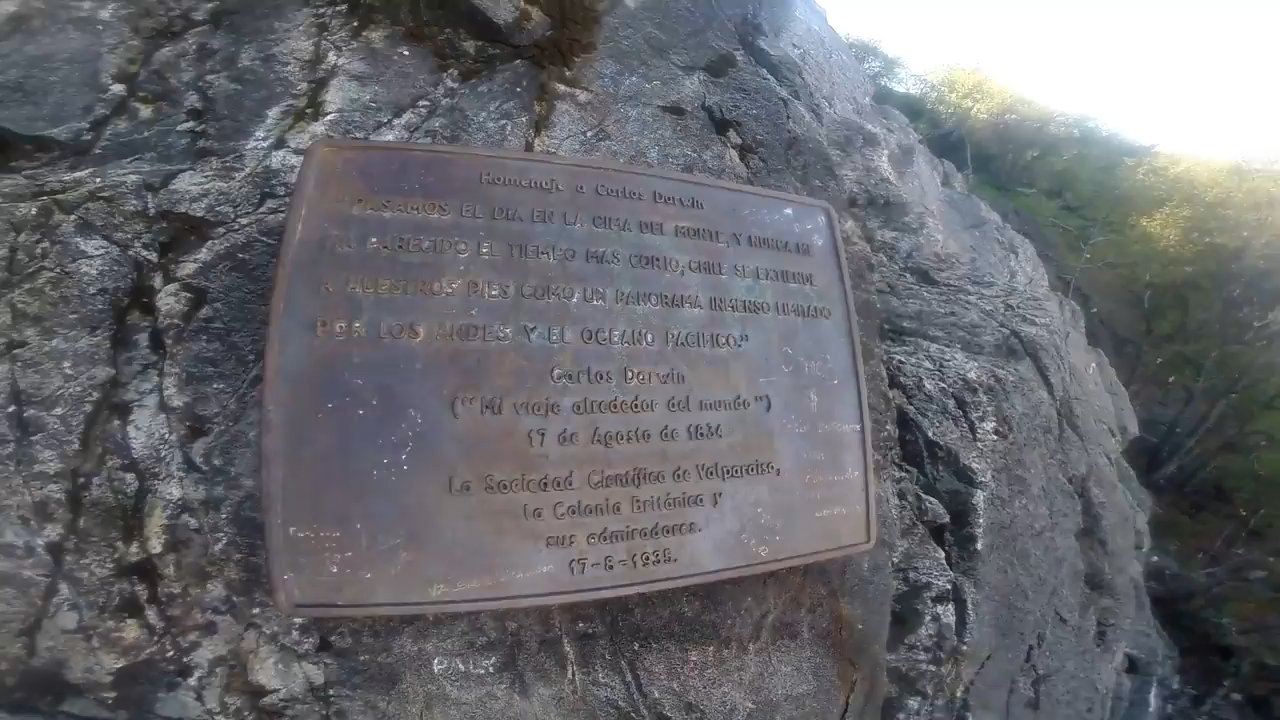 Homenaje a Carlos Darwin
"PASAMOS EL DIA EN LA CIMA DEL MONTE, Y NUNCA ME
HA PARECIDO EL TIEMPO MAS CORTO, CHILE SE EXTIENDE
A NUESTROS PIES COMO UN PANORAMA INMENSO LIMITADO
POR LOS ANDES Y EL OCEANO PACIFICO."
Carlos Darwin
("Mi viaje alrededor del mundo")
17 de Agosto de 1834
La Sociedad Científica de Valparaiso,
la Colonia Británica y
sus admiradores.
17-8-1935.